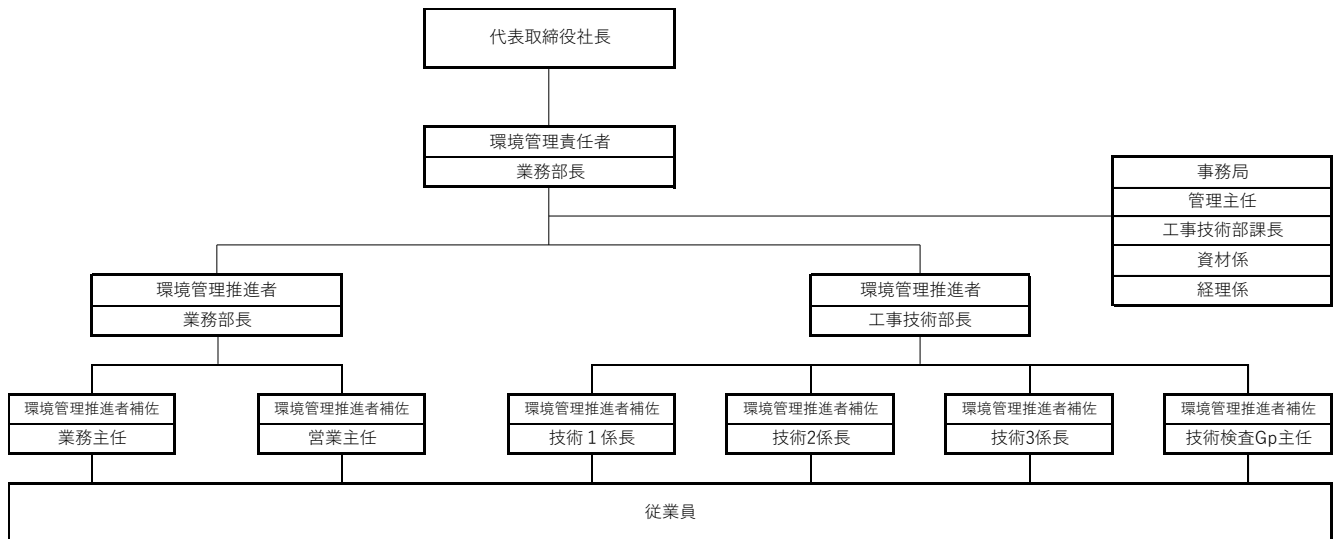 代表取締役社長
環境管理責任者
業務部長
事務局
管理主任
工事技術部課長
資材係
経理係
環境管理推進者
業務部長
環境管理推進者
工事技術部長
環境管理推進者補佐
業務主任
環境管理推進者補佐
営業主任
環境管理推進者補佐
技術１係長
環境管理推進者補佐
技術2係長
環境管理推進者補佐
技術3係長
環境管理推進者補佐
技術検査Gp主任
従業員